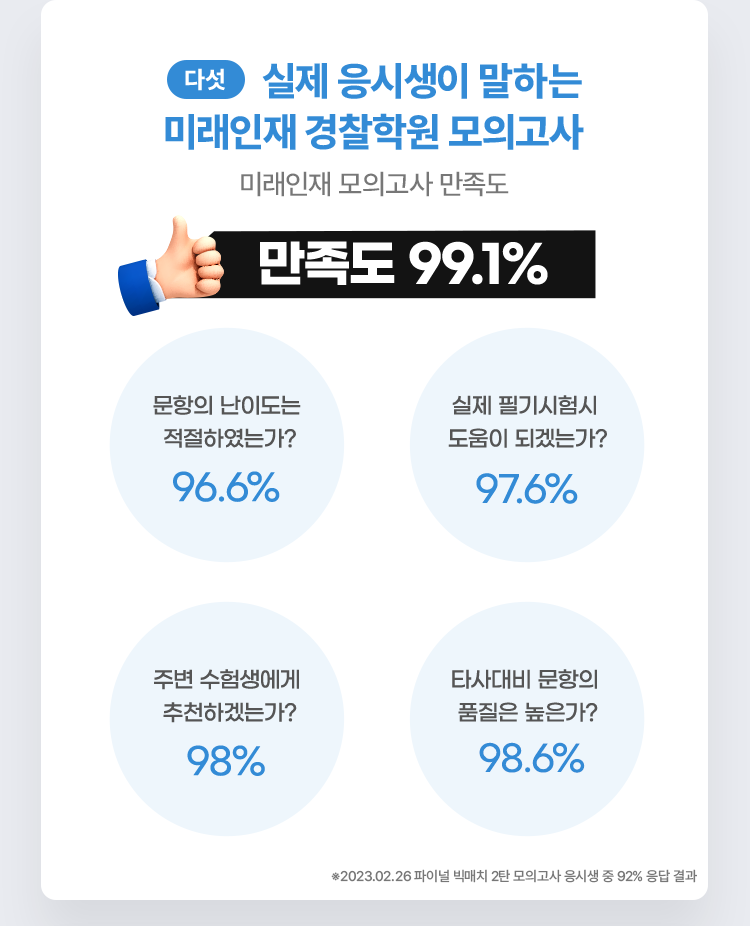 다섯 실제 응시생이 말하는
미래인재 경찰학원 모의고사
미래인재 모의고사 만족도
만족도 99.1%
문항의 난이도는
적절하였는가?
96.6%
실제 필기시험시
도움이 되겠는가?
97.6%
주변 수험생에게
추천하겠는가?
98%
타사대비 문항의
품질은 높은가?
98.6%
※2023.02.26 파이널 빅매치 2탄 모의고사 응시생 중 92% 응답 결과